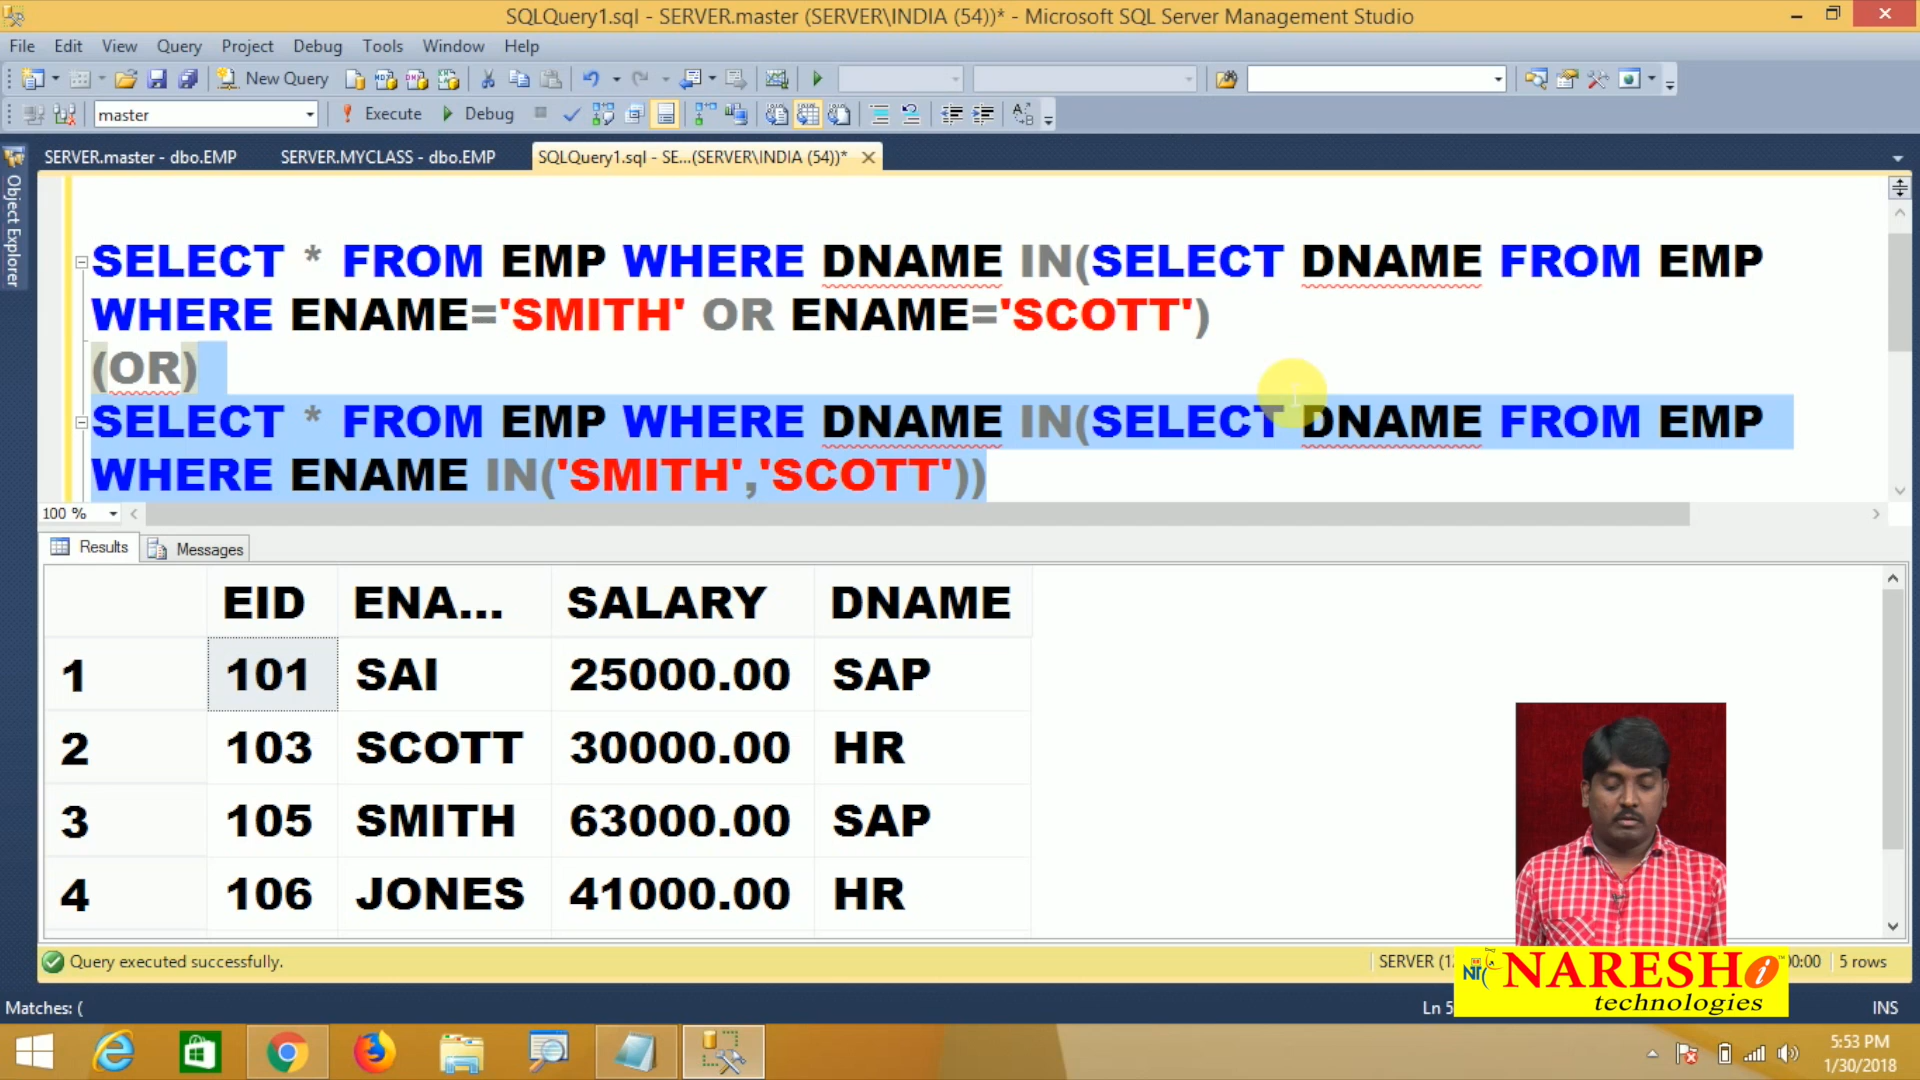 SQLQuery1.sql - SERVER.master (SERVER\INDIA (54))* - Microsoft SQL Server Management Studio
File Edit View Query Project Debug Tools Window Help
New Query
master Execute Debug
SERVER.master - dbo.EMP SERVER.MYCLASS - dbo.EMP SQLQuery1.sql - SE...(SERVER\INDIA (54))*
Object Explorer
SELECT * FROM EMP WHERE DNAME IN(SELECT DNAME FROM EMP
WHERE ENAME='SMITH' OR ENAME='SCOTT')
(OR)
SELECT * FROM EMP WHERE DNAME IN(SELECT DNAME FROM EMP
WHERE ENAME IN('SMITH','SCOTT'))
100 %
Results Messages
EID ENA... SALARY DNAME
1 101 SAI 25000.00 SAP
2 103 SCOTT 30000.00 HR
3 105 SMITH 63000.00 SAP
4 106 JONES 41000.00 HR
Query executed successfully. SERVER (1 0:00 5 rows
NARESH i
technologies
Matches: ( Ln 5 INS
5:53 PM
1/30/2018